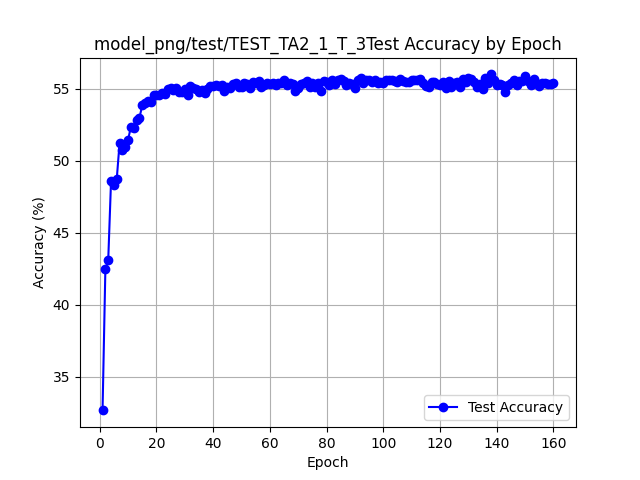 model_png/test/TEST_TA2_1_T_3Test Accuracy by Epoch
55
50
45
40
35
Accuracy (%)
0 20 40 60 80 100 120 140 160
Epoch
Test Accuracy